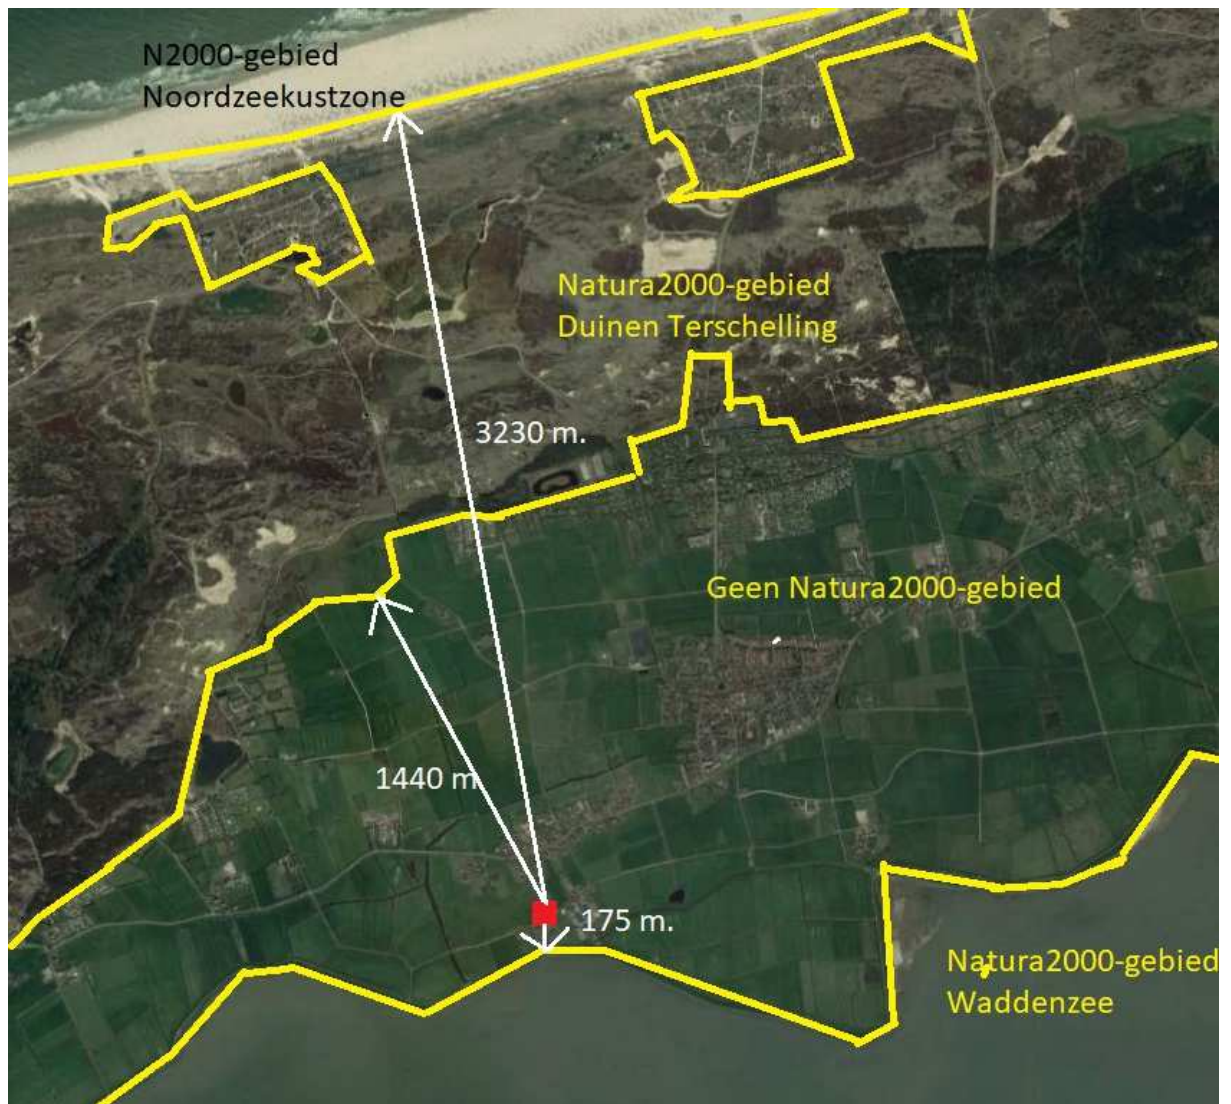 N2000-gebied
Noordzeekustzone
Natura2000-gebied
Duinen Terschelling
3230 m.
Geen Natura2000-gebied
1440 m
175 m.
Natura2000-gebied
Waddenzee